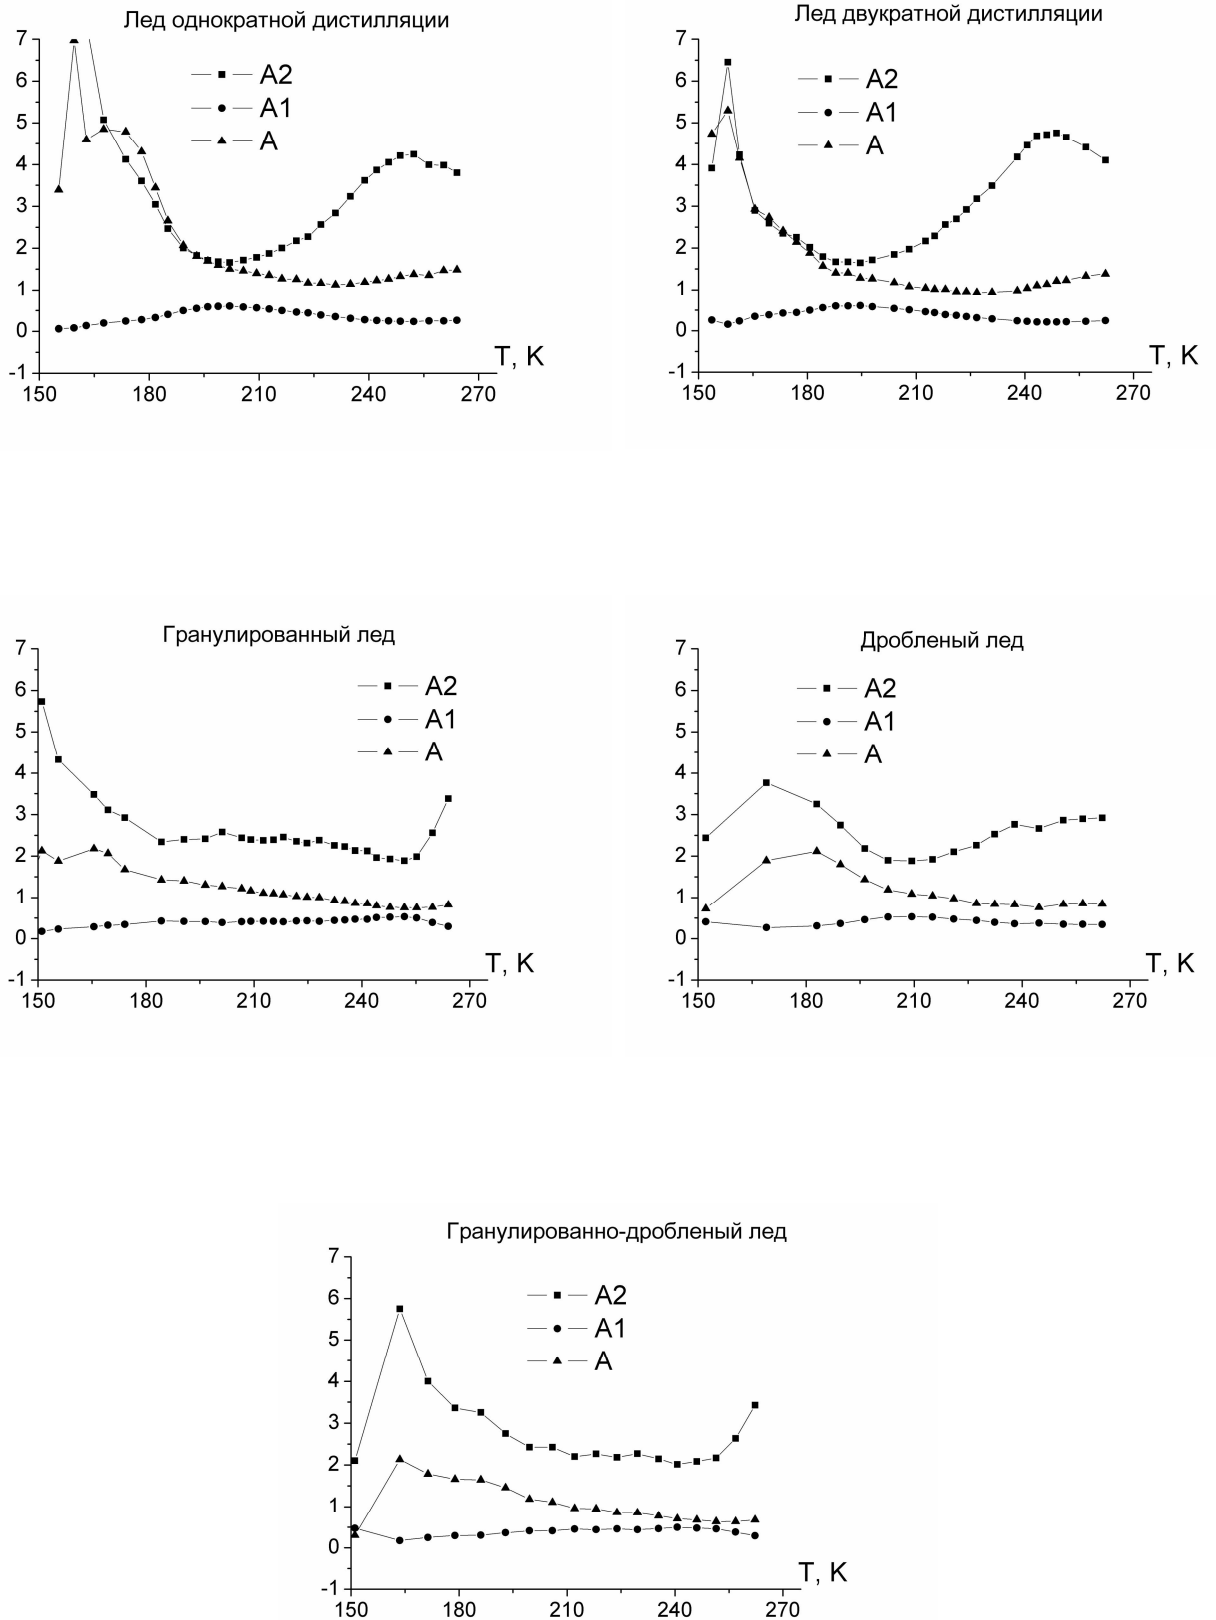 Лед однократной дистилляции
7
6
5
4
3
2
1
0
-1
A2
A1
A
T, K
150 180 210 240 270
Лед двукратной дистилляции
7
6
5
4
3
2
1
0
-1
A2
A1
A
T, K
150 180 210 240 270
Гранулированный лед
7
6
5
4
3
2
1
0
-1
A2
A1
A
T, K
150 180 210 240 270
Дробленый лед
7
6
5
4
3
2
1
0
-1
A2
A1
A
T, K
150 180 210 240 270
Гранулированно-дробленый лед
7
6
5
4
3
2
1
0
-1
A2
A1
A
T, K
150 180 210 240 270